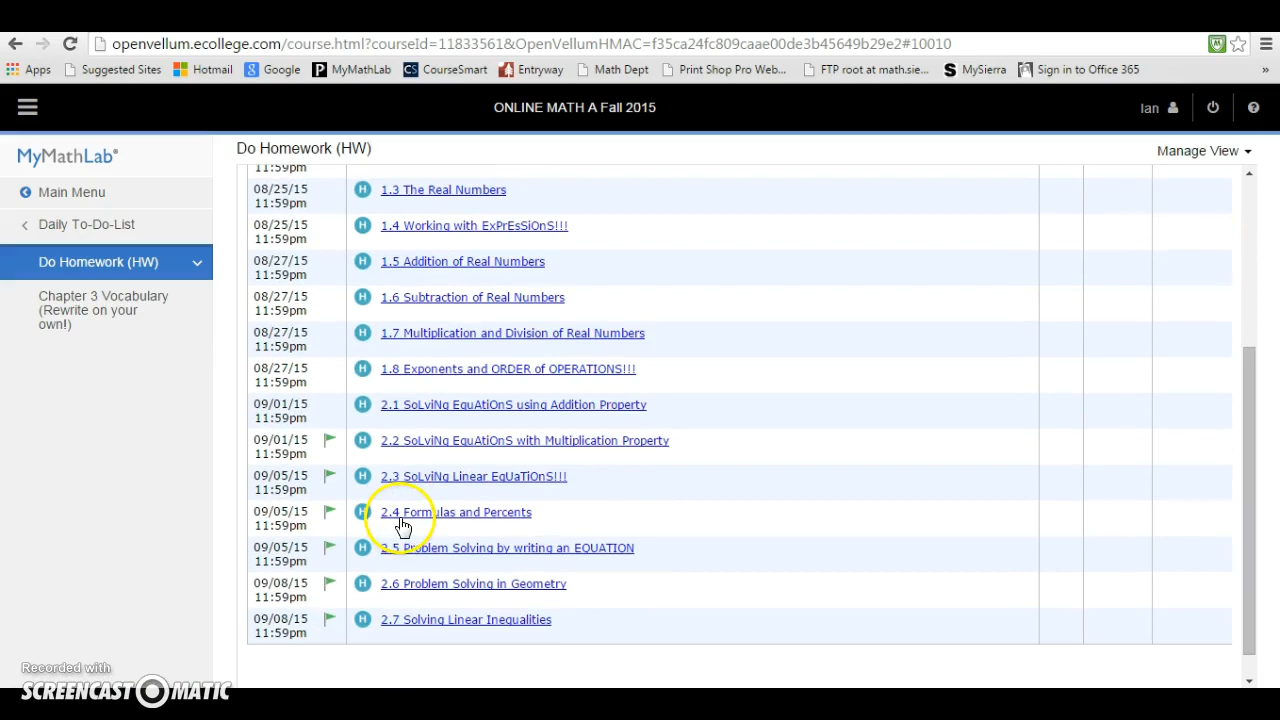 openvellum.ecollege.com/course.html?courseId=11833561&OpenVellumHMAC=f35ca24fc809caae00de3b45649b29e2#10010
Apps Suggested Sites Hotmail Google MyMathLab CourseSmart Entryway Math Dept Print Shop Pro Web... FTP root at math.sie... MySierra Sign in to Office 365 »
ONLINE MATH A Fall 2015 Ian
MyMathLab®
Main Menu
Daily To-Do-List
Do Homework (HW)
Chapter 3 Vocabulary
(Rewrite on your
own!)
Do Homework (HW)
Manage View
11:59pm
08/25/15 1.3 The Real Numbers
11:59pm
08/25/15 1.4 Working with ExPrEsSiOnS!!!
11:59pm
08/27/15 1.5 Addition of Real Numbers
11:59pm
08/27/15 1.6 Subtraction of Real Numbers
11:59pm
08/27/15 1.7 Multiplication and Division of Real Numbers
11:59pm
08/27/15 1.8 Exponents and ORDER of OPERATIONS!!!
11:59pm
09/01/15 2.1 SoLviNg EquAtiOnS using Addition Property
11:59pm
09/01/15 2.2 SoLviNg EquAtiOnS with Multiplication Property
11:59pm
09/05/15 2.3 SoLviNg Linear EqUaTiOnS!!!
11:59pm
09/05/15 2.4 Formulas and Percents
11:59pm
09/05/15 2.5 Problem Solving by writing an EQUATION
11:59pm
09/08/15 2.6 Problem Solving in Geometry
11:59pm
09/08/15 2.7 Solving Linear Inequalities
11:59pm
Recorded with
SCREENCAST-O-MATIC